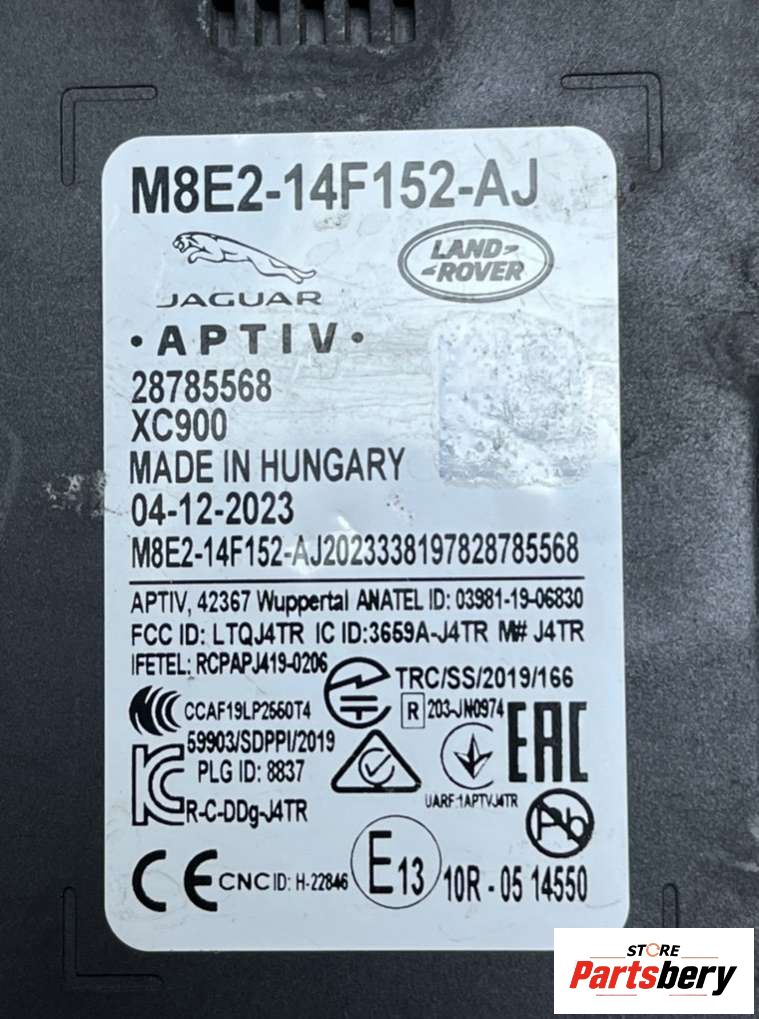 M8E2-14F152-AJ
JAGUAR
LAND-
-ROVER
• A P T I V •
28785568
XC900
MADE IN HUNGARY
04-12-2023
M8E2-14F152-AJ2023338197828785568
APTIV, 42367 Wuppertal ANATEL ID: 03981-19-06830
FCC ID: LTQJ4TR IC ID:3659A-J4TR M# J4TR
IFETEL: RCPAPJ419-0206
TRC/SS/2019/166
CCAF19LP2550T4
R 203-JN0974
59903/SDPPI/2019
PLG ID: 8837
EAC
R-C-DDg-J4TR
UARF:1APTVJ4TR
Pb
CE CNC ID: H-22846 E13 10R - 05 14550
STORE
Partsbery